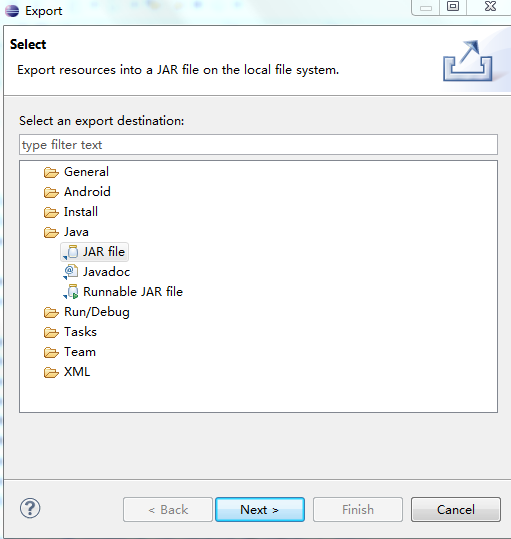 Export
Select
Export resources into a JAR file on the local file system.
Select an export destination:
type filter text
General
Android
Install
Java
JAR file
Javadoc
Runnable JAR file
Run/Debug
Tasks
Team
XML
? < Back Next > Finish Cancel